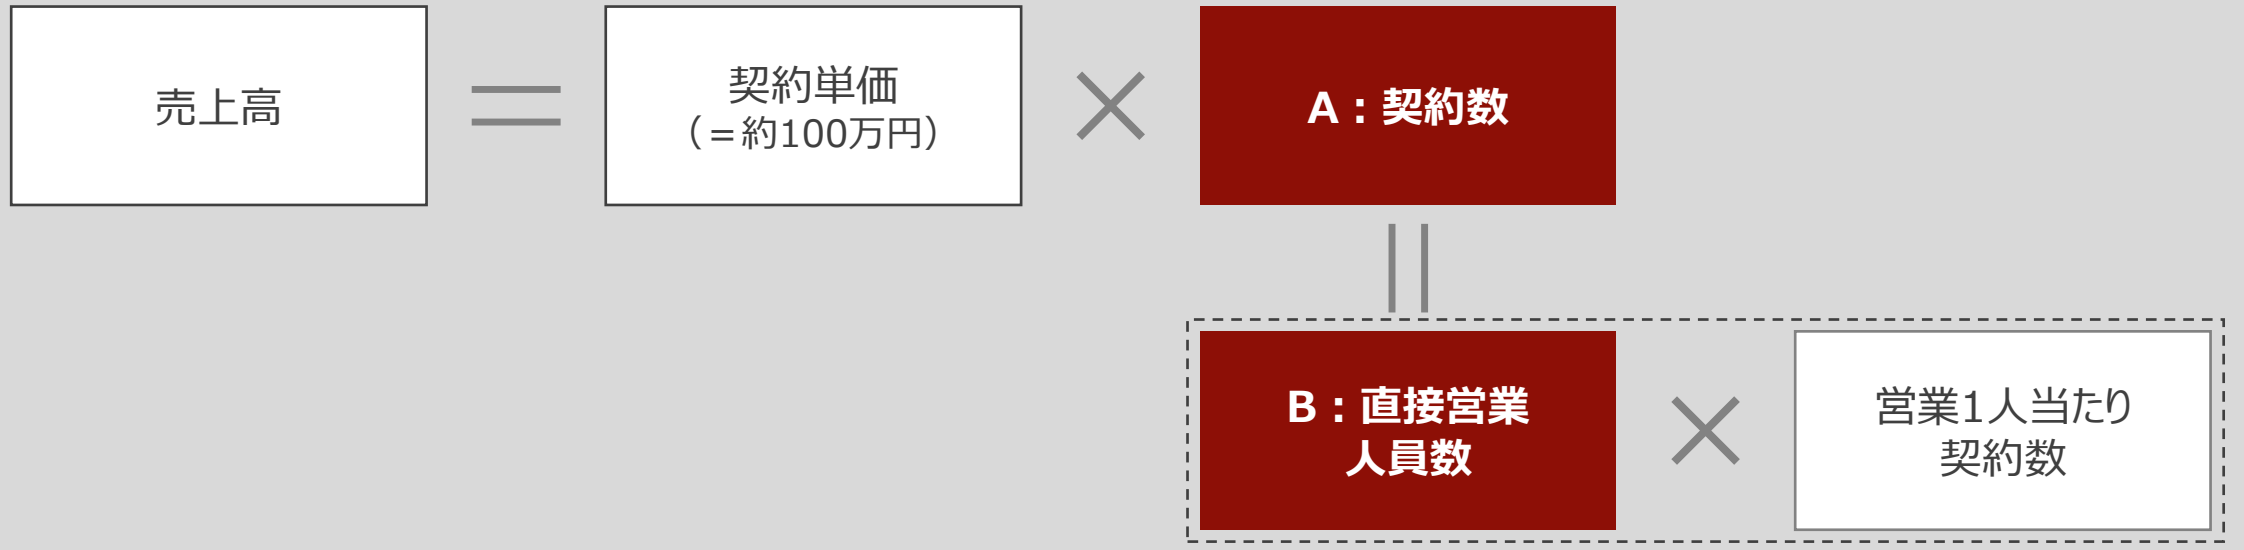 売上高
契約単価
（＝約100万円）
A：契約数
B：直接営業
人員数
営業1人当たり
契約数